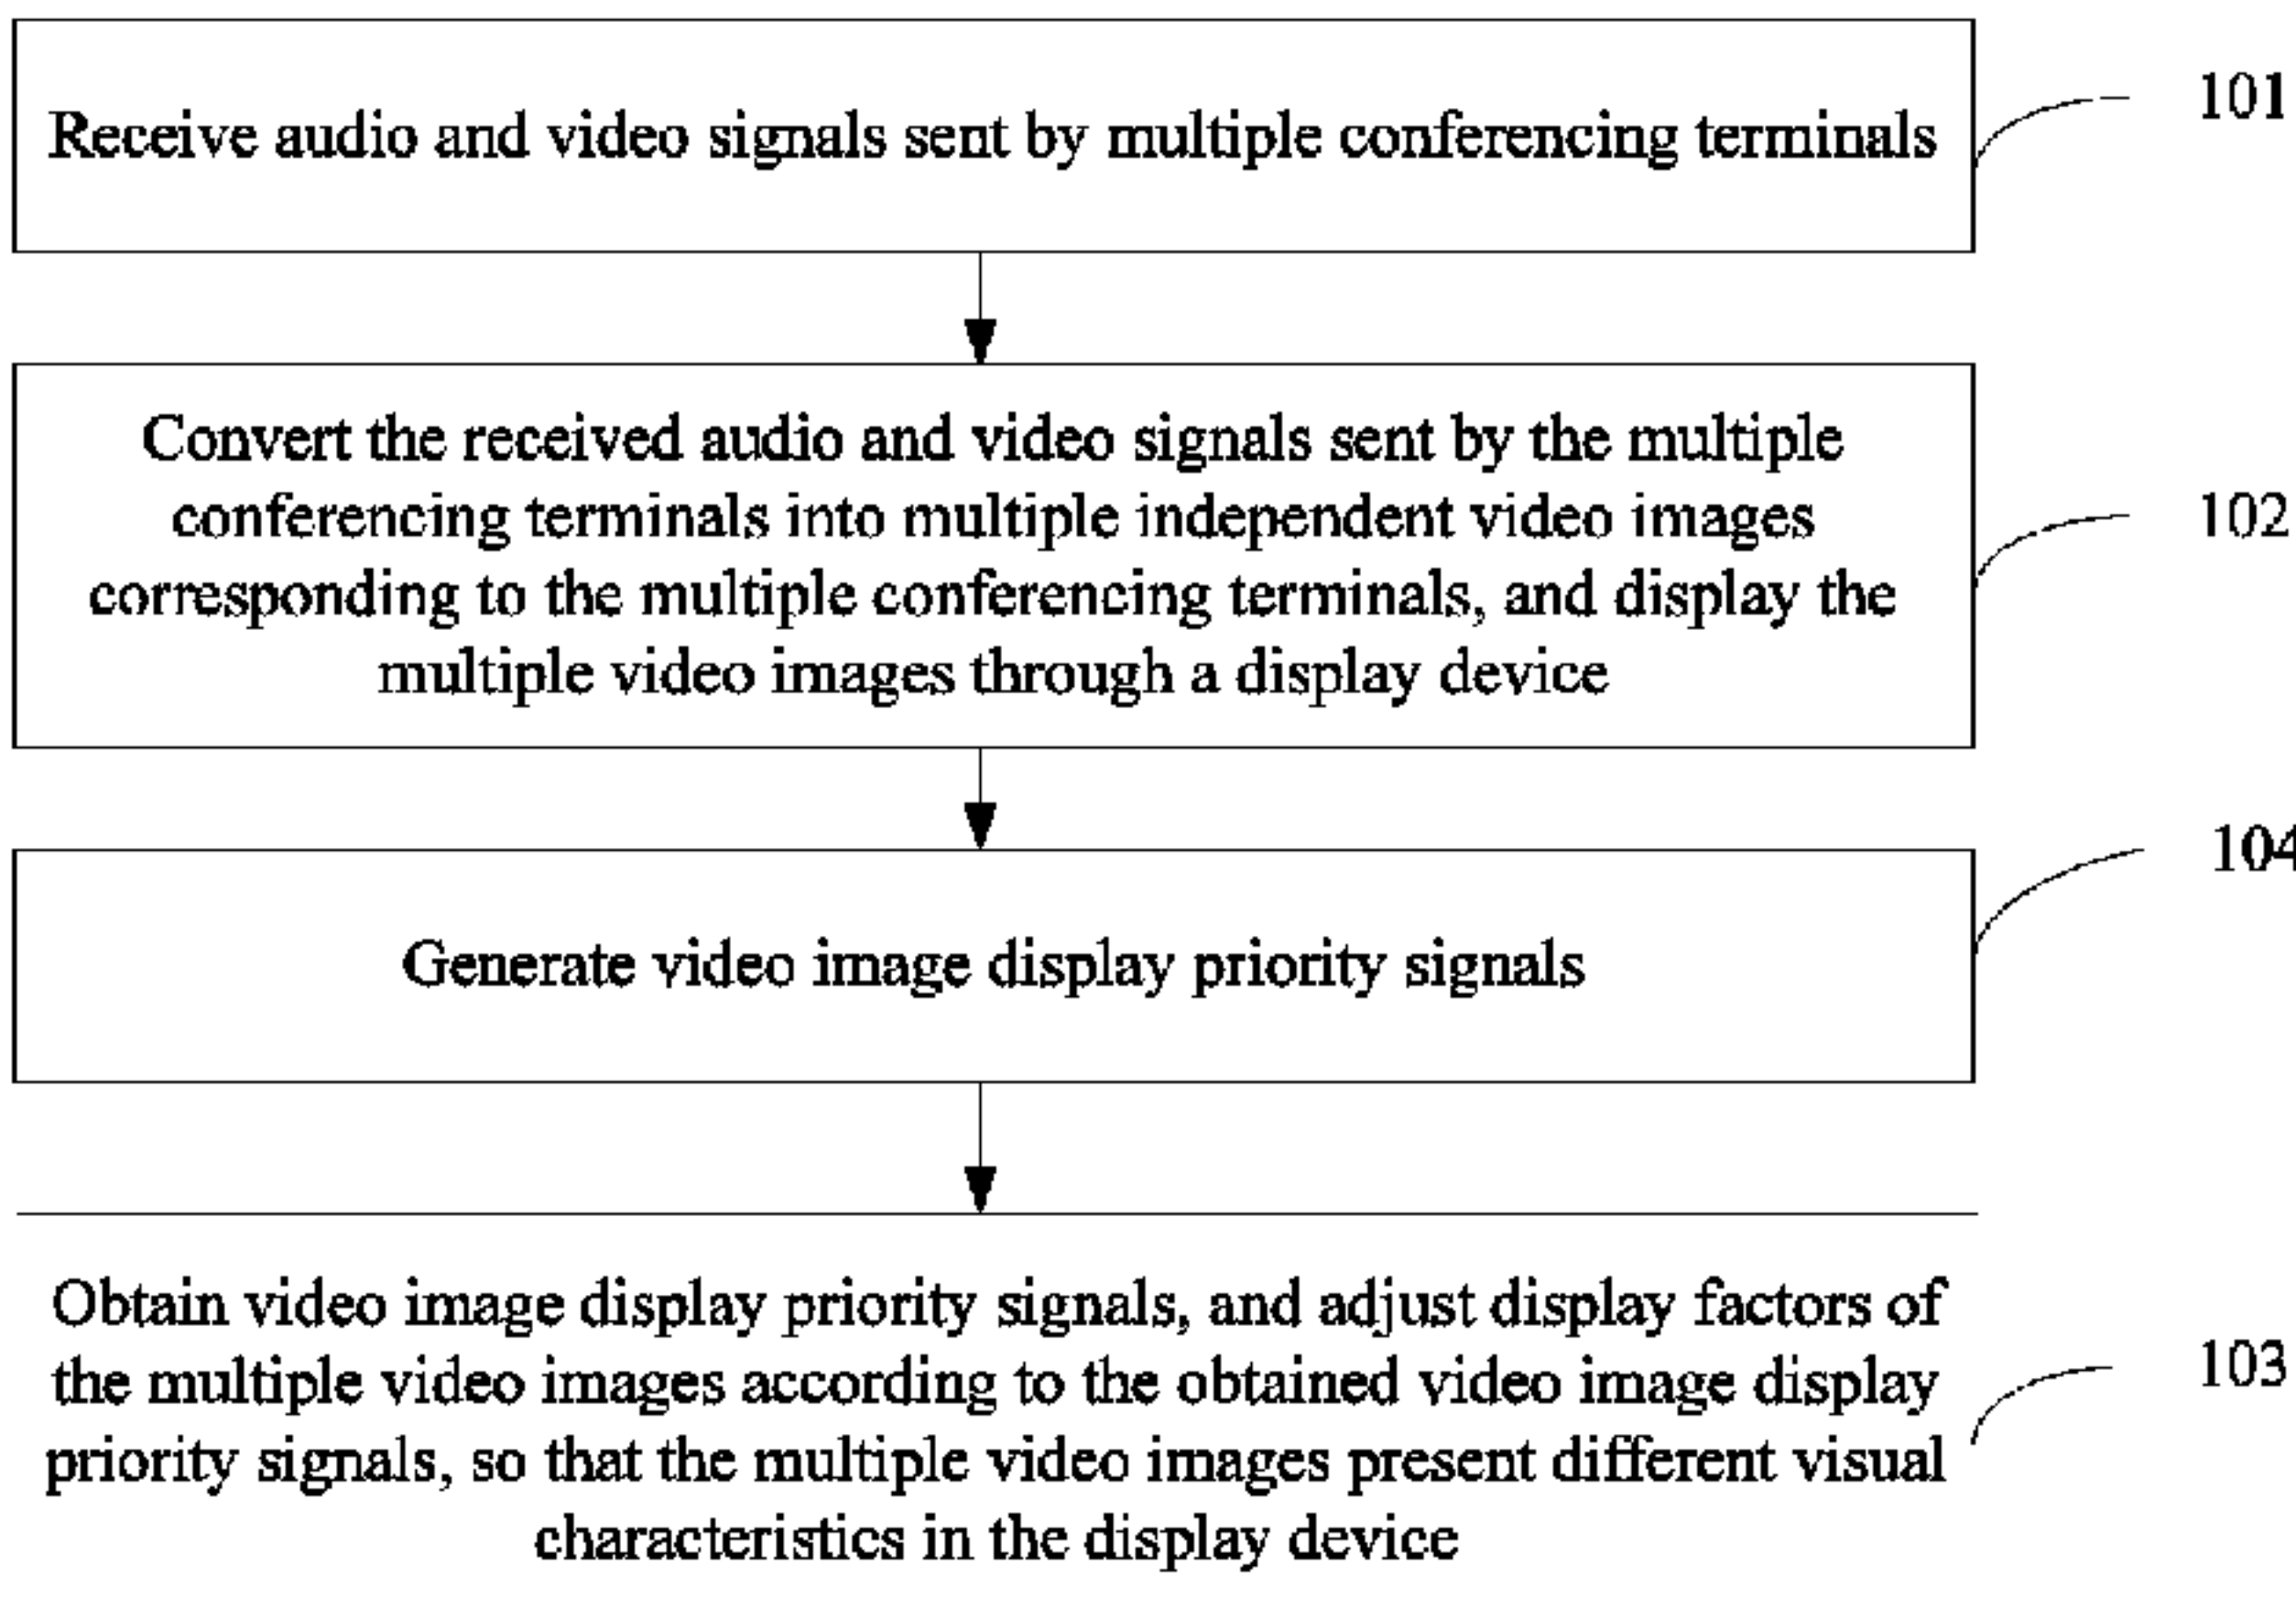 Receive audio and video signals sent by multiple conferencing terminals
101
Convert the received audio and video signals sent by the multiple
conferencing terminals into multiple independent video images
corresponding to the multiple conferencing terminals, and display the
multiple video images through a display device
102
104
Generate video image display priority signals
Obtain video image display priority signals, and adjust display factors of
the multiple video images according to the obtained video image display
priority signals, so that the multiple video images present different visual
characteristics in the display device
103